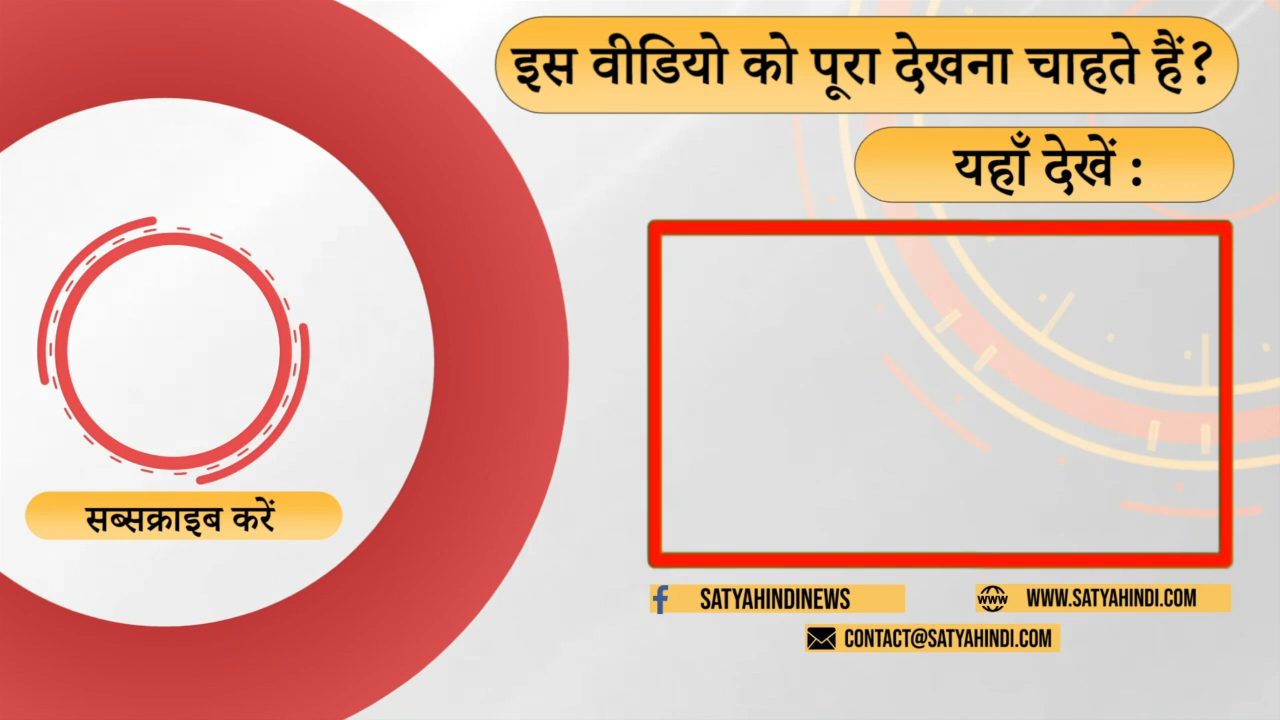 इस वीडियो को पूरा देखना चाहते हैं?
यहाँ देखें :
सब्सक्राइब करें
SATYAHINDINEWS
WWW.SATYAHINDI.COM
CONTACT@SATYAHINDI.COM